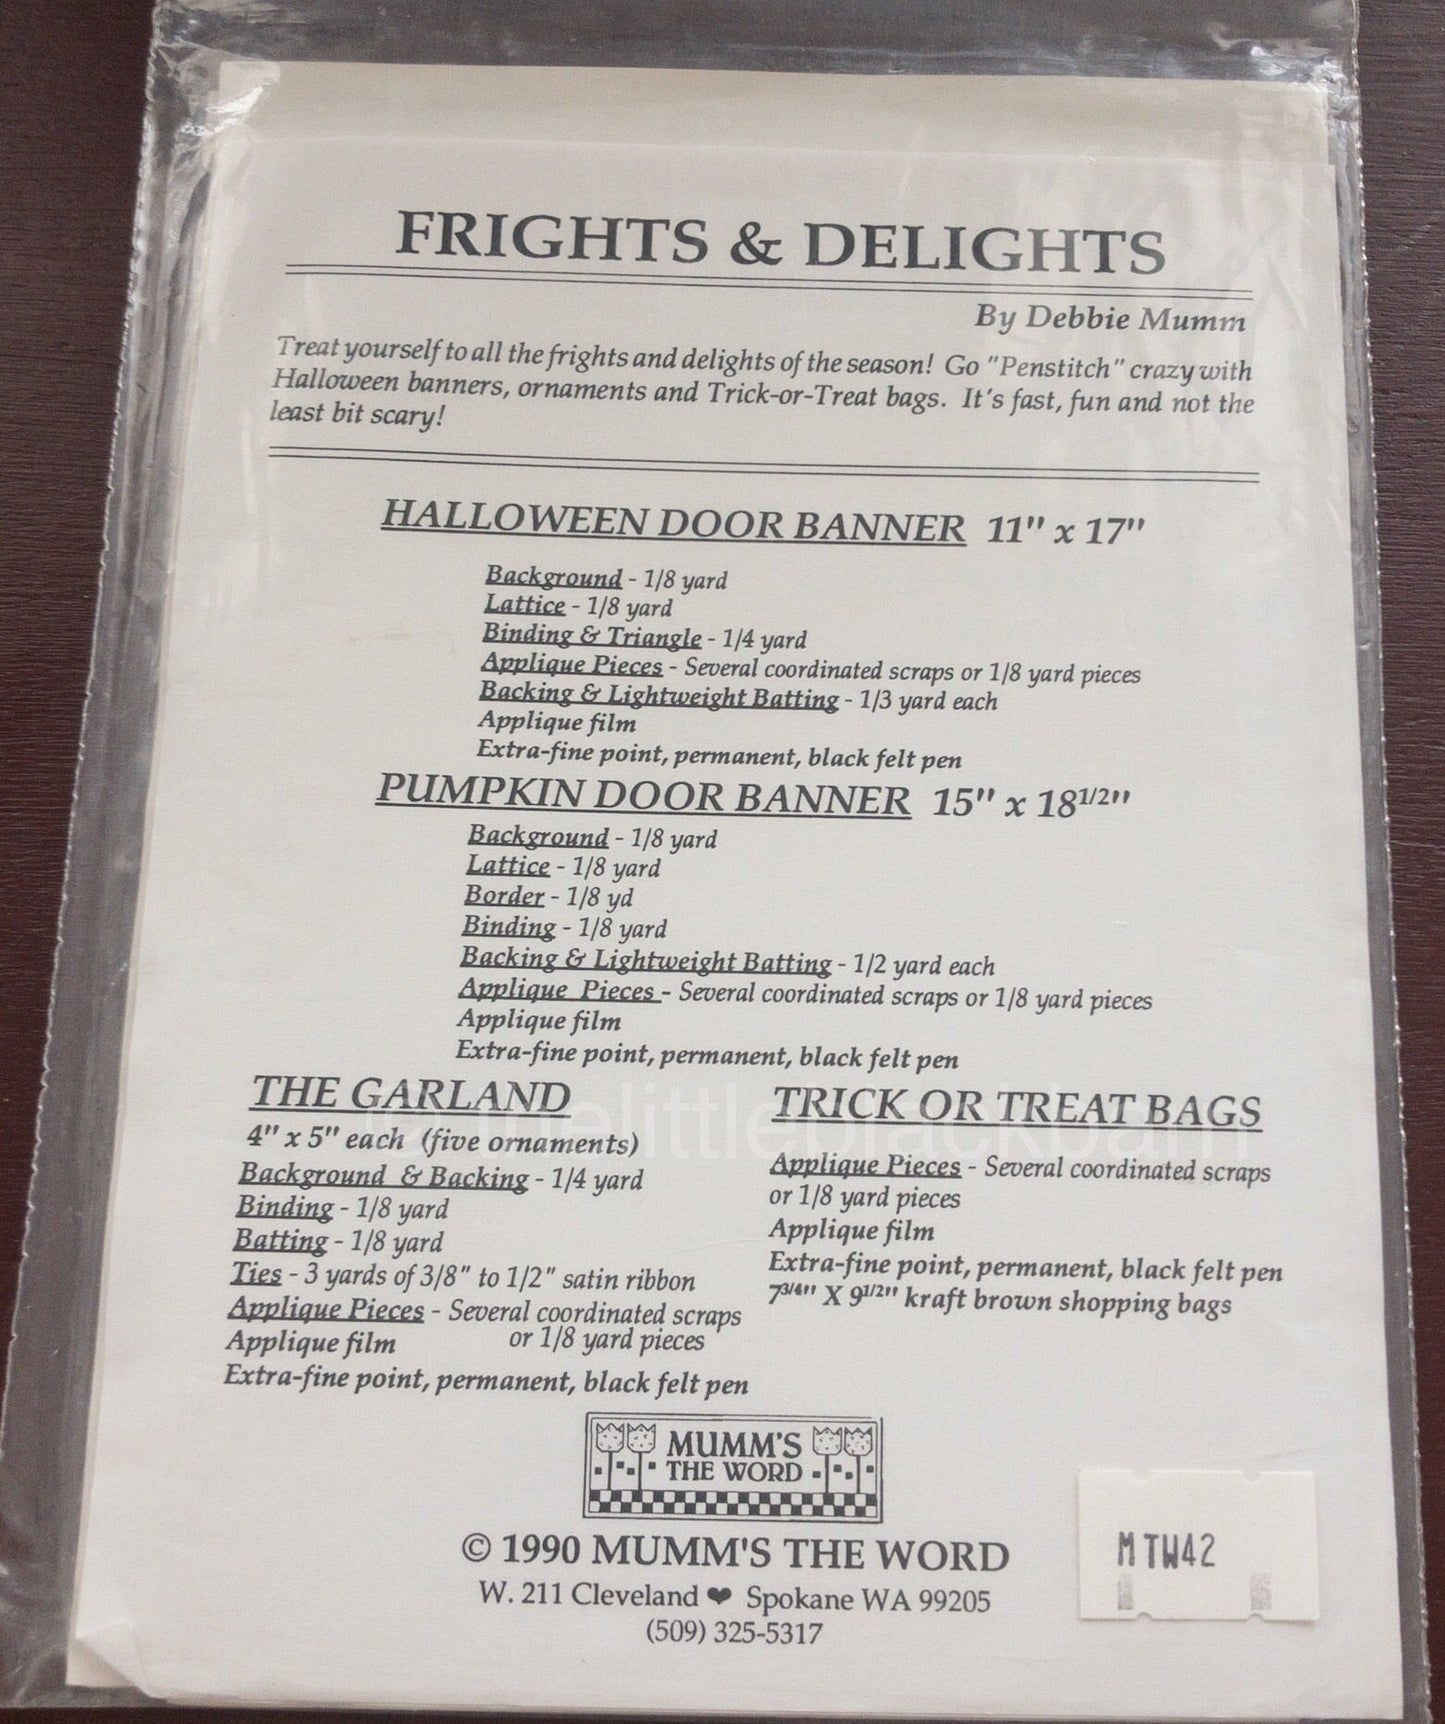 FRIGHTS & DELIGHTS
By Debbie Mumm
Treat yourself to all the frights and delights of the season! Go "Penstitch" crazy with
Halloween banners, ornaments and Trick-or-Treat bags. It's fast, fun and not the
least bit scary!
HALLOWEEN DOOR BANNER 11" x 17"
Background - 1/8 yard
Lattice - 1/8 yard
Binding & Triangle - 1/4 yard
Applique Pieces - Several coordinated scraps or 1/8 yard pieces
Backing & Lightweight Batting - 1/3 yard each
Applique film
Extra-fine point, permanent, black felt pen
PUMPKIN DOOR BANNER 15" x 18 1/2"
Background - 1/8 yard
Lattice - 1/8 yard
Border - 1/8 yd
Binding - 1/8 yard
Backing & Lightweight Batting - 1/2 yard each
Applique Pieces - Several coordinated scraps or 1/8 yard pieces
Applique film
Extra-fine point, permanent, black felt pen
THE GARLAND
4" x 5" each (five ornaments)
Background & Backing - 1/4 yard
Binding - 1/8 yard
Batting - 1/8 yard
Ties - 3 yards of 3/8" to 1/2" satin ribbon
Applique Pieces - Several coordinated scraps
or 1/8 yard pieces
Applique film
Extra-fine point, permanent, black felt pen
TRICK OR TREAT BAGS
Applique Pieces - Several coordinated scraps
or 1/8 yard pieces
Applique film
Extra-fine point, permanent, black felt pen
7 3/4" X 9 1/2" kraft brown shopping bags
MUMM'S
THE WORD
© 1990 MUMM'S THE WORD
W. 211 Cleveland ❤ Spokane WA 99205
(509) 325-5317
MTW42